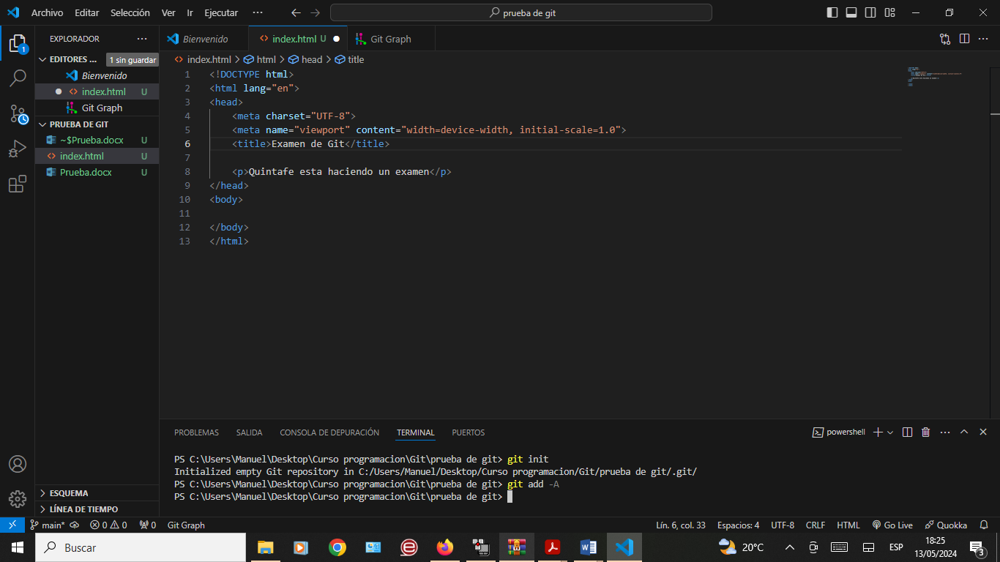 Archivo Editar Selección Ver Ir Ejecutar ··· prueba de git
EXPLORADOR ···
Bienvenido index.html U Git Graph
EDITORES ... 1 sin guardar
index.html > html > head > title
Bienvenido
index.html U
Git Graph
PRUEBA DE GIT
~$Prueba.docx U
index.html U
Prueba.docx U
1 <!DOCTYPE html>
2 <html lang="en">
3 <head>
4 <meta charset="UTF-8">
5 <meta name="viewport" content="width=device-width, initial-scale=1.0">
6 <title>Examen de Git</title>
7
8 <p>Quintafe esta haciendo un examen</p>
9 </head>
10 <body>
11
12 </body>
13 </html>
1
PROBLEMAS SALIDA CONSOLA DE DEPURACIÓN TERMINAL PUERTOS powershell
PS C:\Users\Manuel\Desktop\Curso programacion\Git\prueba de git> git init
Initialized empty Git repository in C:/Users/Manuel/Desktop/Curso programacion/Git/prueba de git/.git/
PS C:\Users\Manuel\Desktop\Curso programacion\Git\prueba de git> git add -A
PS C:\Users\Manuel\Desktop\Curso programacion\Git\prueba de git>
ESQUEMA
LÍNEA DE TIEMPO
main* 0 0 0 Git Graph Lín. 6, col. 33 Espacios: 4 UTF-8 CRLF HTML Go Live Quokka
Buscar 20°C ESP 18:25
13/05/2024 3